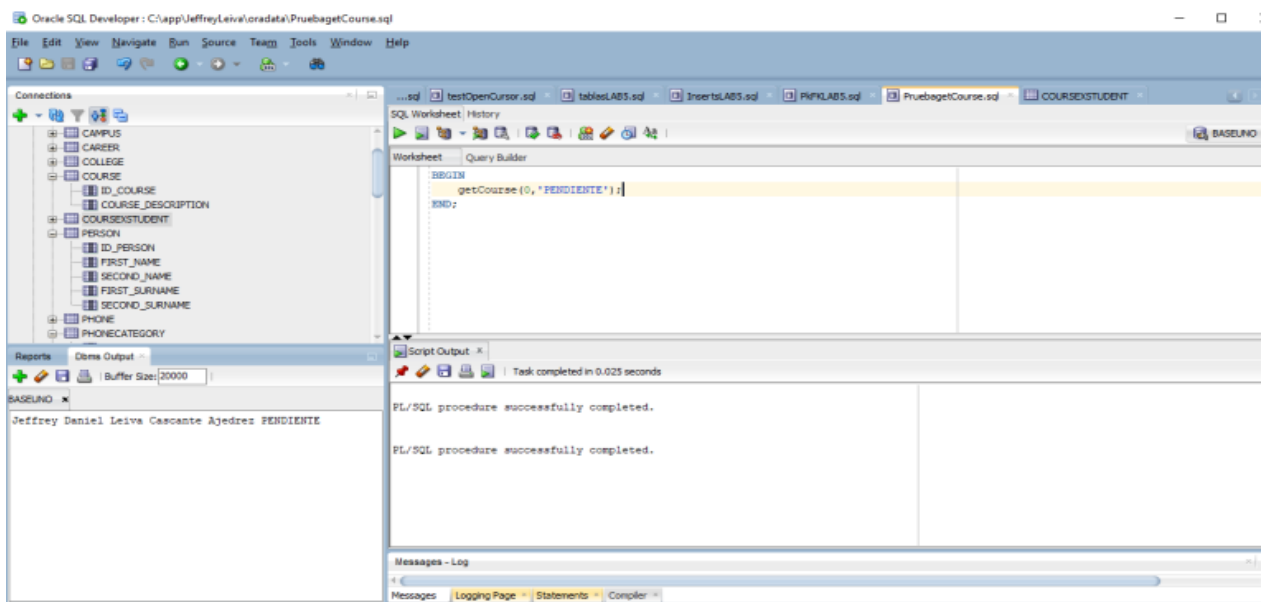 Oracle SQL Developer : C:\app\JeffreyLeiva\oradata\PruebagetCourse.sql
File Edit View Navigate Run Source Team Tools Window Help
Connections
CAMPUS
CAREER
COLLEGE
COURSE
ID_COURSE
COURSE_DESCRIPTION
COURSEXSTUDENT
PERSON
ID_PERSON
FIRST_NAME
SECOND_NAME
FIRST_SURNAME
SECOND_SURNAME
PHONE
PHONECATEGORY
Reports Dbms Output
Buffer Size: 20000
BASEUNO
Jeffrey Daniel Leiva Cascante Ajedrez PENDIENTE
...sql testOpenCursor.sql tablasLAB5.sql InsertsLAB5.sql PkFKLAB5.sql PruebagetCourse.sql COURSEXSTUDENT
SQL Worksheet History
BASEUNO
Worksheet Query Builder
BEGIN
getCourse(0,'PENDIENTE');
END;
Script Output
Task completed in 0.025 seconds
PL/SQL procedure successfully completed.
PL/SQL procedure successfully completed.
Messages - Log
Messages Logging Page Statements Compiler